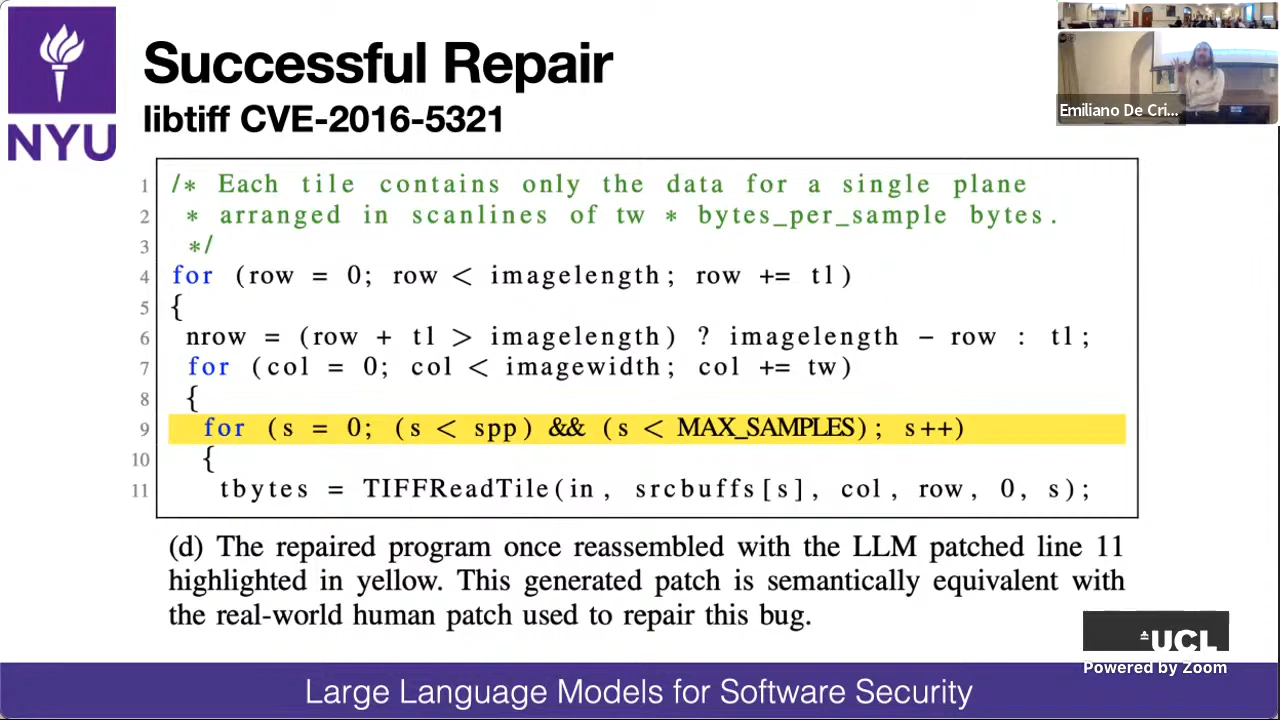 NYU
Successful Repair
libtiff CVE-2016-5321
Emiliano De Cri...
1 /* Each tile contains only the data for a single plane
2 * arranged in scanlines of tw * bytes_per_sample bytes.
3 */
4 for (row = 0; row < imagelength; row += tl)
5 {
6 nrow = (row + tl > imagelength) ? imagelength − row : tl;
7 for (col = 0; col < imagewidth; col += tw)
8 {
9 for (s = 0; (s < spp) && (s < MAX_SAMPLES); s++)
10 {
11 tbytes = TIFFReadTile(in, srcbuffs[s], col, row, 0, s);
(d) The repaired program once reassembled with the LLM patched line 11
highlighted in yellow. This generated patch is semantically equivalent with
the real-world human patch used to repair this bug.
UCL
Powered by Zoom
Large Language Models for Software Security